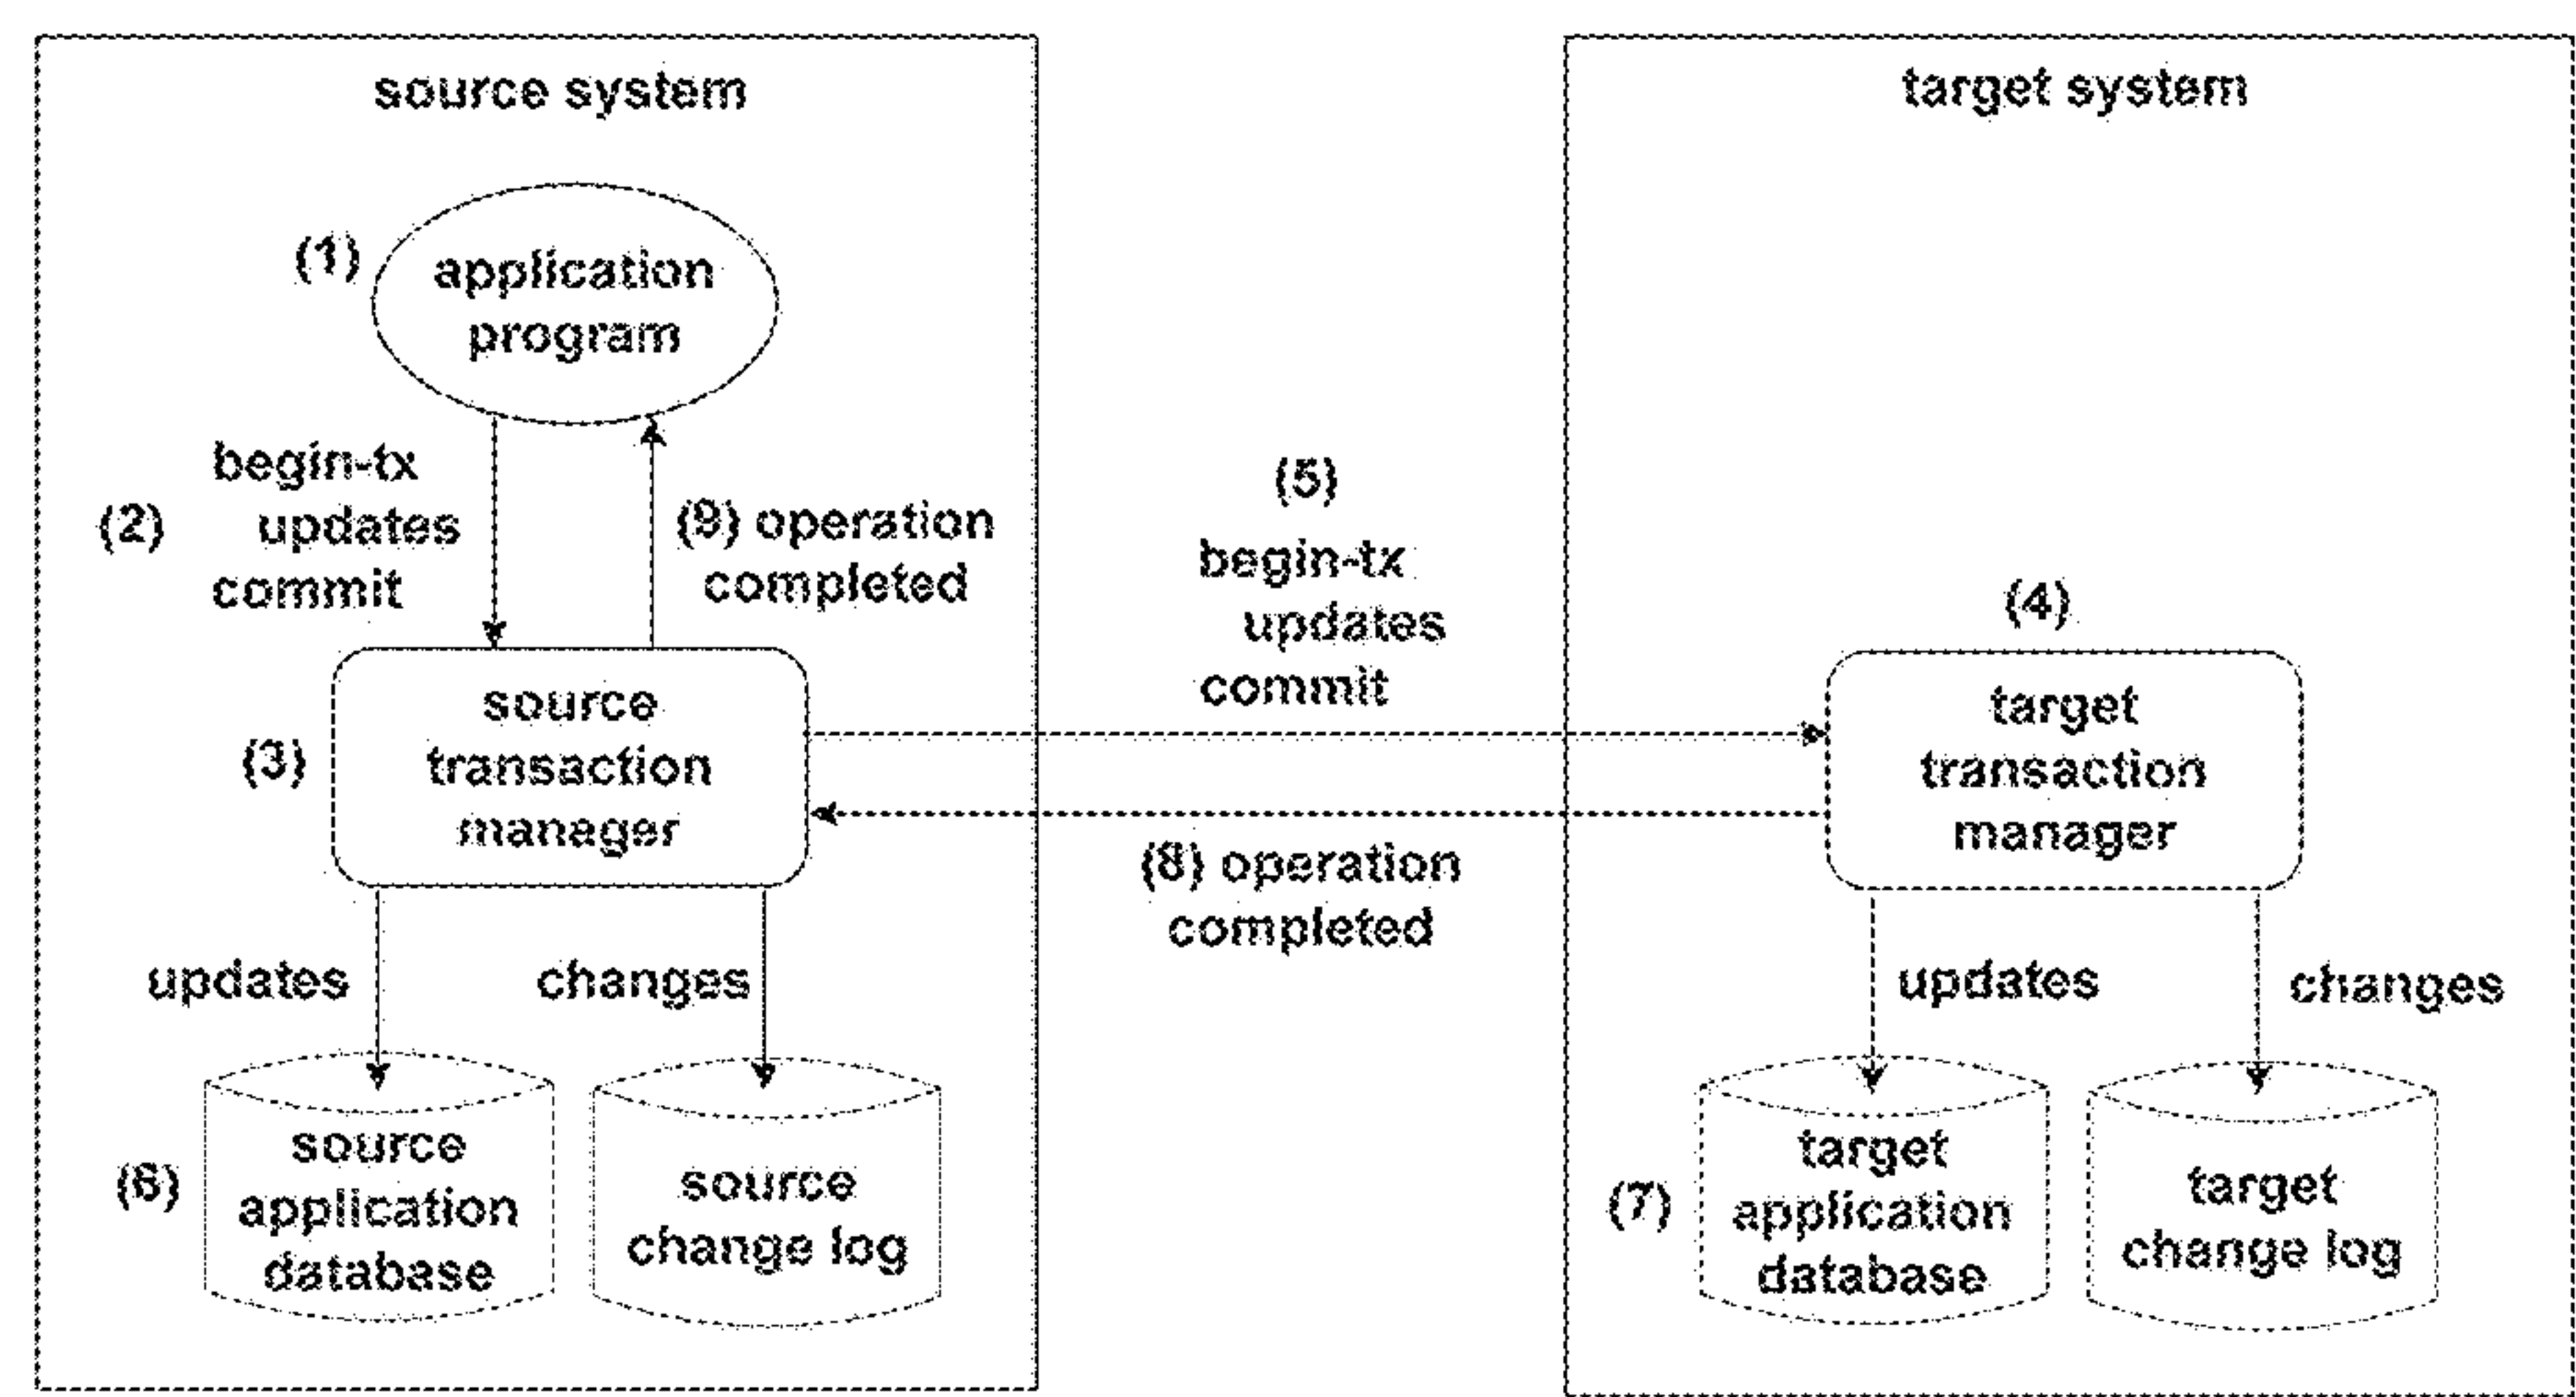 source system
(1)
application
program
(2)
begin-tx
updates
commit
(9) operation
completed
(3)
source
transaction
manager
updates
changes
(6)
source
application
database
source
change log
(5)
begin-tx
updates
commit
(8) operation
completed
target system
(4)
target
transaction
manager
updates
changes
(7)
target
application
database
target
change log